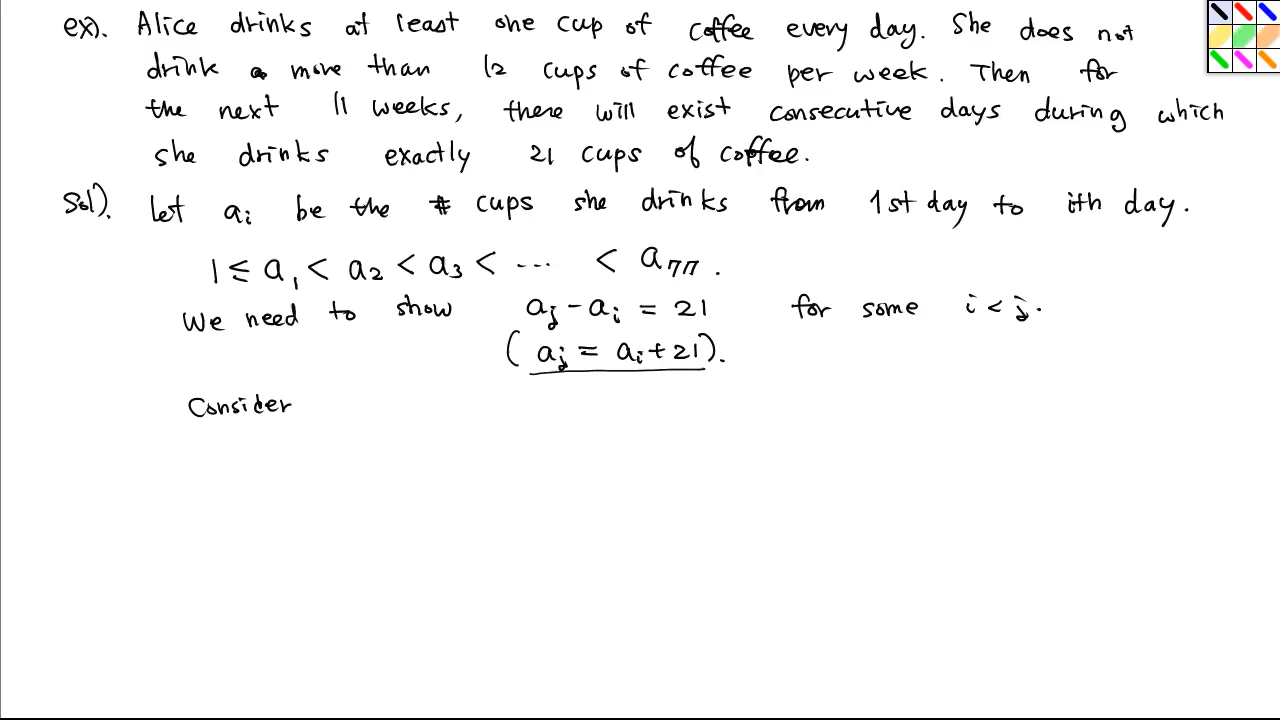 ex). Alice drinks at least one cup of coffee every day. She does not
drink more than 12 cups of coffee per week. Then for
the next 11 weeks, there will exist consecutive days during which
she drinks exactly 21 cups of coffee.
Sol). Let aᵢ be the # cups she drinks from 1st day to ith day.
1 ≤ a₁ < a₂ < a₃ < ... < a₇₇.
We need to show aⱼ - aᵢ = 21 for some i < j.
( aⱼ = aᵢ + 21 ).
Consider